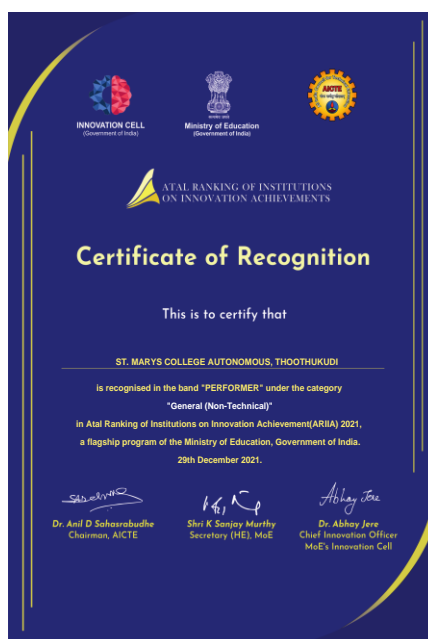 INNOVATION CELL
(Government of India)
Ministry of Education
(Government of India)
AICTE
ATAL RANKING OF INSTITUTIONS
ON INNOVATION ACHIEVEMENTS
Certificate of Recognition
This is to certify that
ST. MARYS COLLEGE AUTONOMOUS, THOOTHUKUDI
is recognised in the band "PERFORMER" under the category
"General (Non-Technical)"
in Atal Ranking of Institutions on Innovation Achievement(ARIIA) 2021,
a flagship program of the Ministry of Education, Government of India.
29th December 2021.
Abhay Jere
Dr. Anil D Sahasrabudhe
Chairman, AICTE
Shri K Sanjay Murthy
Secretary (HE), MoE
Dr. Abhay Jere
Chief Innovation Officer
MoE's Innovation Cell